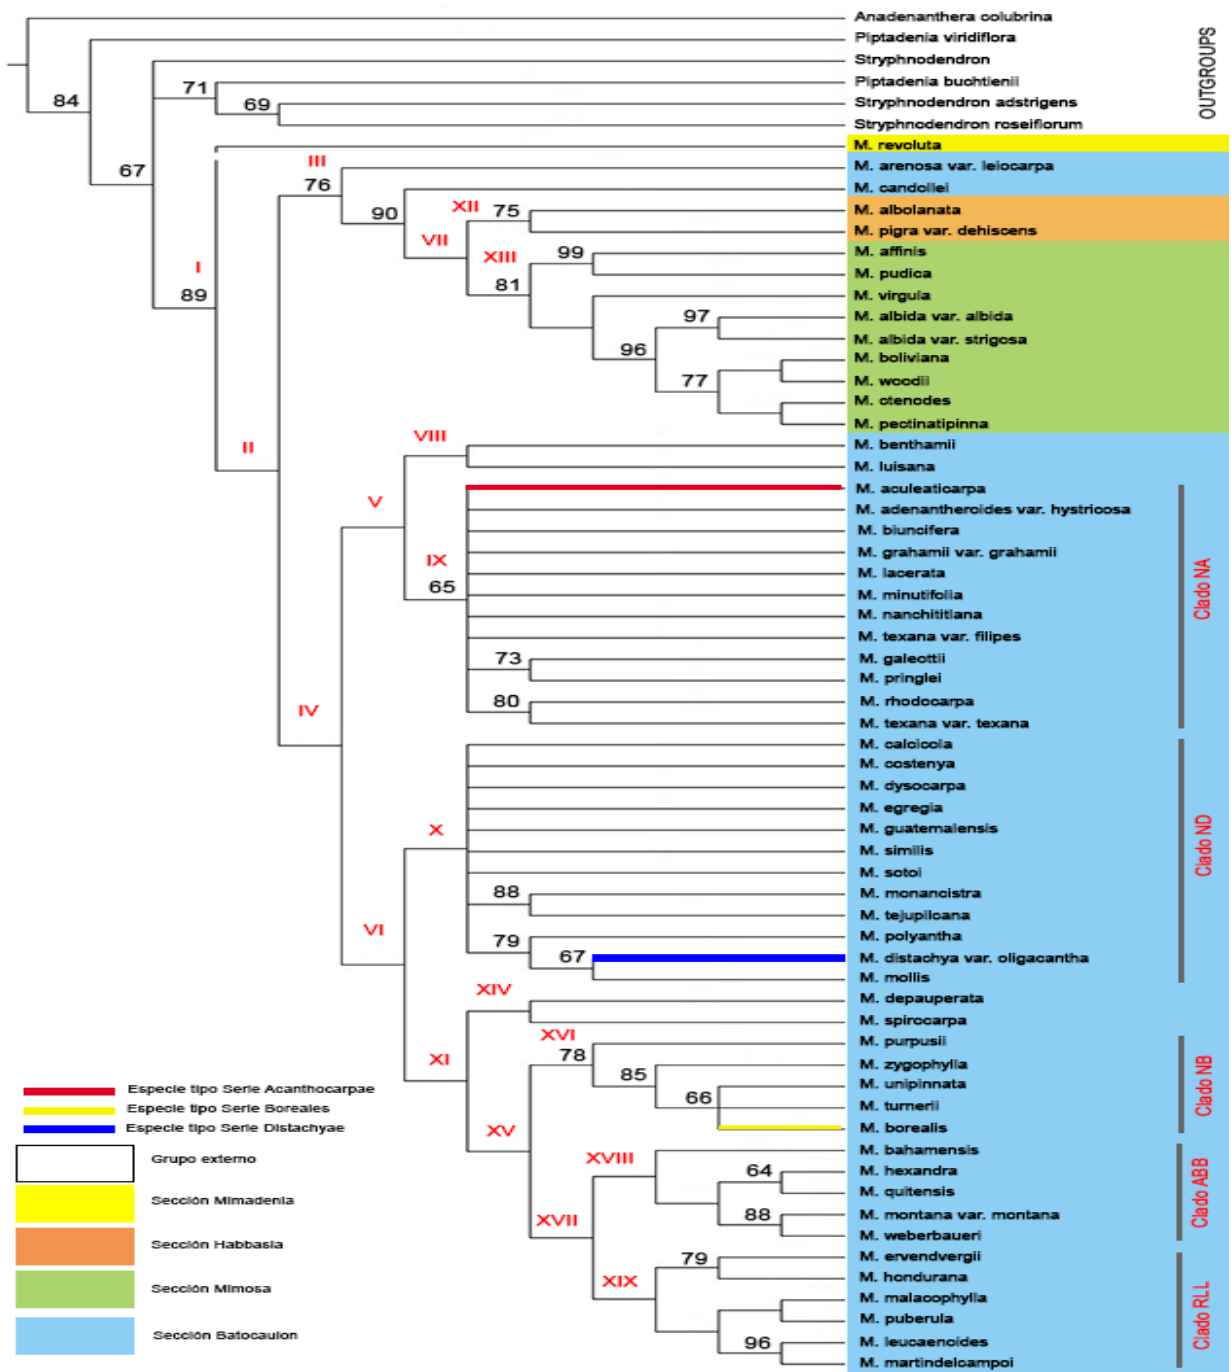 Anadenanthera colubrina
Piptadenia viridiflora
Stryphnodendron
Piptadenia buchtienii
Stryphnodendron adstrigens
Stryphnodendron roseiflorum
OUTGROUPS
84
71
69
67
M. revoluta
M. arenosa var. leiocarpa
M. candollei
M. albolanata
M. pigra var. dehiscens
M. affinis
M. pudica
M. virgula
M. albida var. albida
M. albida var. strigosa
M. boliviana
M. woodii
M. ctenodes
M. pectinatipinna
III
76
90
XII
75
VII
XIII
99
81
I
89
97
96
77
II
VIII
M. benthamii
M. luisana
M. aculeaticarpa
M. adenantheroides var. hystricosa
M. biuncifera
M. grahamii var. grahamii
M. lacerata
M. minutifolia
M. nanchititlana
M. texana var. filipes
M. galeottii
M. pringlei
M. rhodocarpa
M. texana var. texana
Clado NA
V
IX
65
73
80
IV
M. calcicola
M. costenya
M. dysocarpa
M. egregia
M. guatemalensis
M. similis
M. sotoi
M. monancistra
M. tejupilcana
M. polyantha
M. distachya var. oligacantha
M. mollis
Clado ND
X
88
79
67
VI
XIV
M. depauperata
M. spirocarpa
M. purpusii
M. zygophylla
M. unipinnata
M. turnerii
M. borealis
Clado NB
XVI
78
XI
85
66
XV
M. bahamensis
M. hexandra
M. quitensis
M. montana var. montana
M. weberbaueri
Clado ABB
XVIII
64
88
XVII
M. ervendvergii
M. hondurana
M. malacophylla
M. puberula
M. leucaenoides
M. martindelcampoi
Clado RLL
79
XIX
96
Especie tipo Serie Acanthocarpae
Especie tipo Serie Boreales
Especie tipo Serie Distachyae
Grupo externo
Sección Mimadenia
Sección Habbasia
Sección Mimosa
Sección Batocaulon